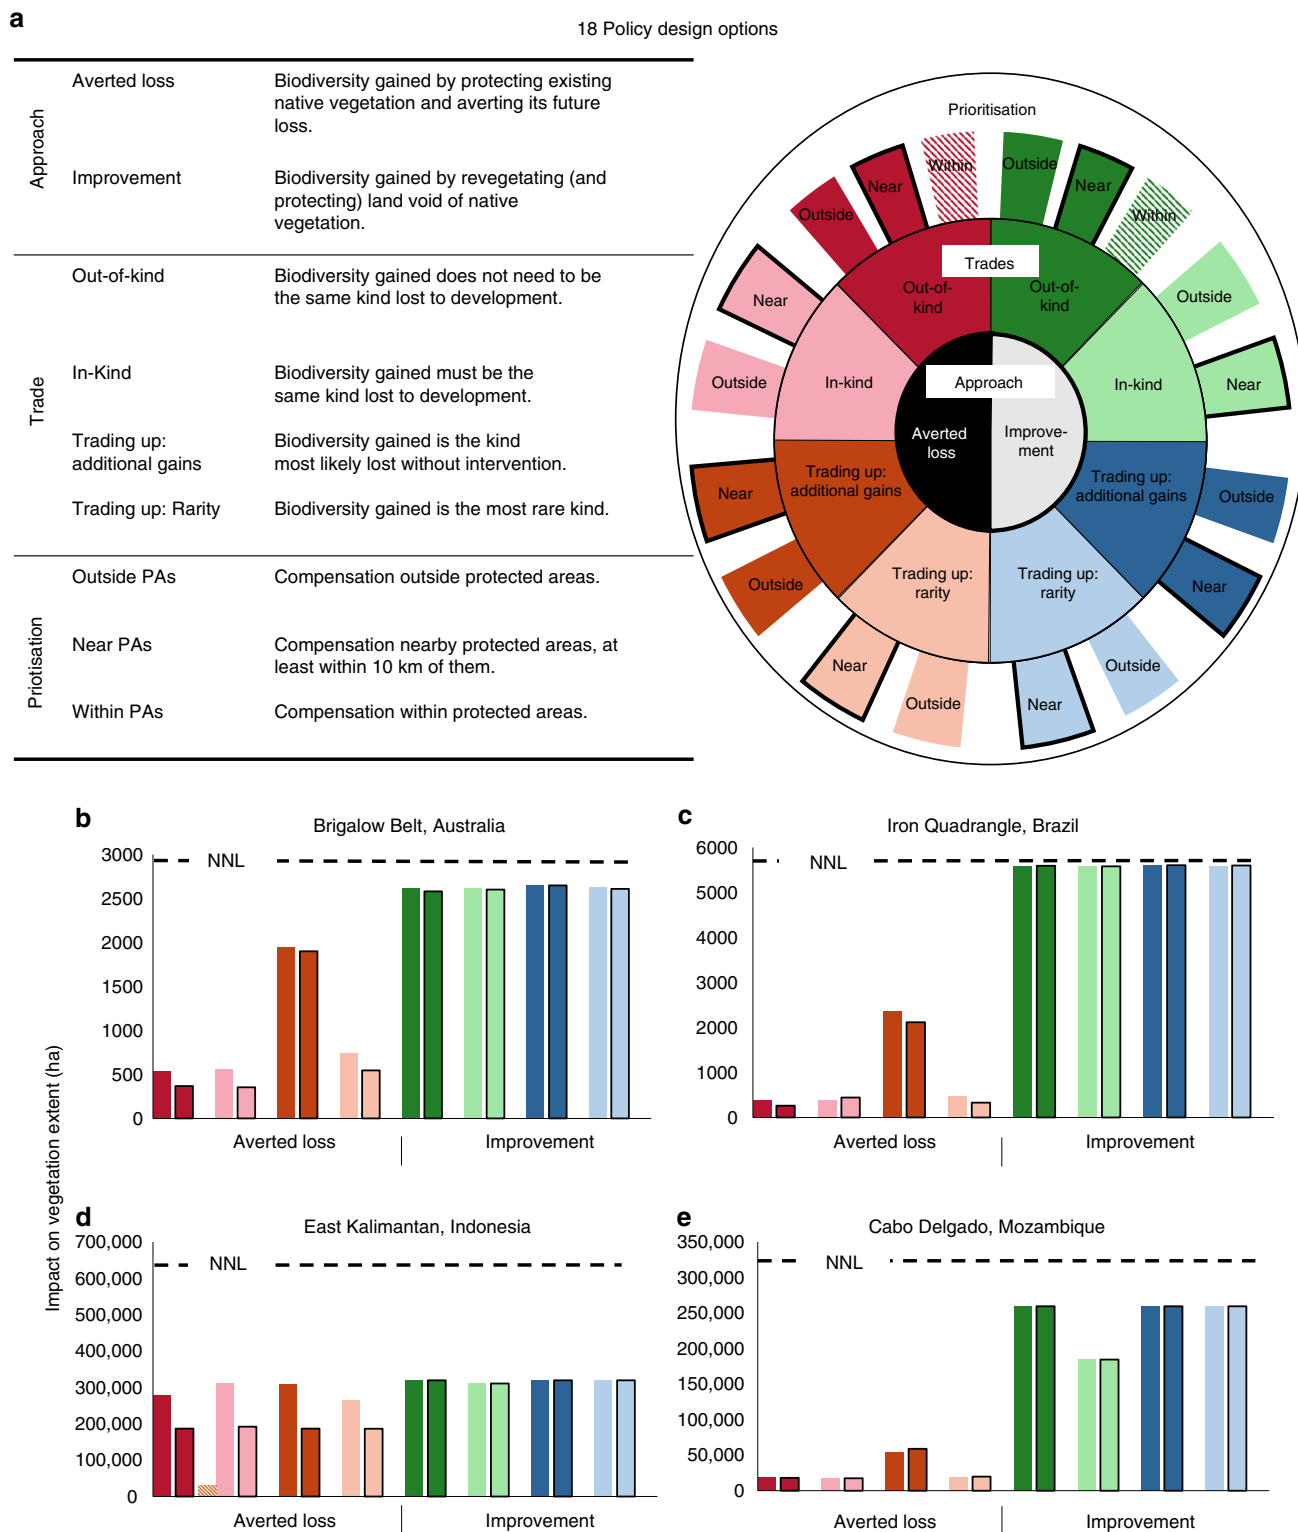 a
18 Policy design options
Approach
Averted loss
Biodiversity gained by protecting existing
native vegetation and averting its future
loss.
Improvement
Biodiversity gained by revegetating (and
protecting) land void of native
vegetation.
Trade
Out-of-kind
Biodiversity gained does not need to be
the same kind lost to development.
In-Kind
Biodiversity gained must be the
same kind lost to development.
Trading up:
additional gains
Biodiversity gained is the kind
most likely lost without intervention.
Trading up: Rarity
Biodiversity gained is the most rare kind.
Priotisation
Outside PAs
Compensation outside protected areas.
Near PAs
Compensation nearby protected areas, at
least within 10 km of them.
Within PAs
Compensation within protected areas.
Prioritisation
Within
Outside
Near
Near
Outside
Within
Near
Outside
Outside
Near
Near
Outside
Outside
Near
Near
Outside
Near
Outside
Trades
Out-of-
kind
Out-of-
kind
In-kind
In-kind
Approach
Averted
loss
Improve-
ment
Trading up:
additional gains
Trading up:
additional gains
Trading up:
rarity
Trading up:
rarity
Impact on vegetation extent (ha)
b
Brigalow Belt, Australia
3000
2500
2000
1500
1000
500
0
NNL
Averted loss
Improvement
c
Iron Quadrangle, Brazil
6000
5000
4000
3000
2000
1000
0
NNL
Averted loss
Improvement
d
East Kalimantan, Indonesia
700,000
600,000
500,000
400,000
300,000
200,000
100,000
0
NNL
Averted loss
Improvement
e
Cabo Delgado, Mozambique
350,000
300,000
250,000
200,000
150,000
100,000
50,000
0
NNL
Averted loss
Improvement